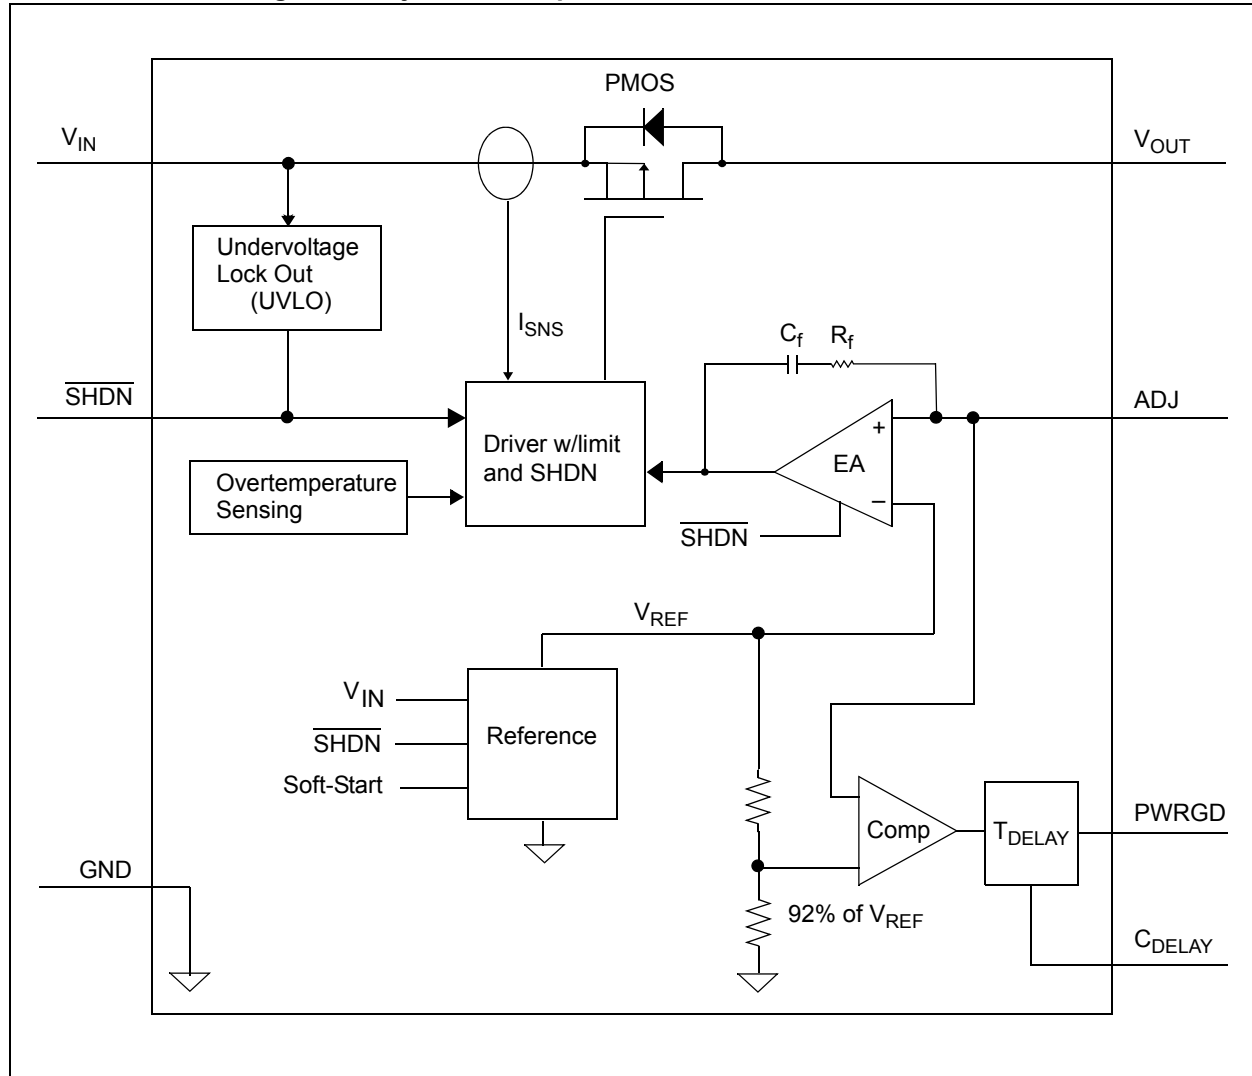 PMOS
V_IN
V_OUT
Undervoltage
Lock Out
(UVLO)
I_SNS
C_f
R_f
SHDN
ADJ
Driver w/limit
and SHDN
+
EA
−
Overtemperature
Sensing
SHDN
V_REF
V_IN
SHDN
Soft-Start
Reference
Comp
T_DELAY
PWRGD
GND
92% of V_REF
C_DELAY